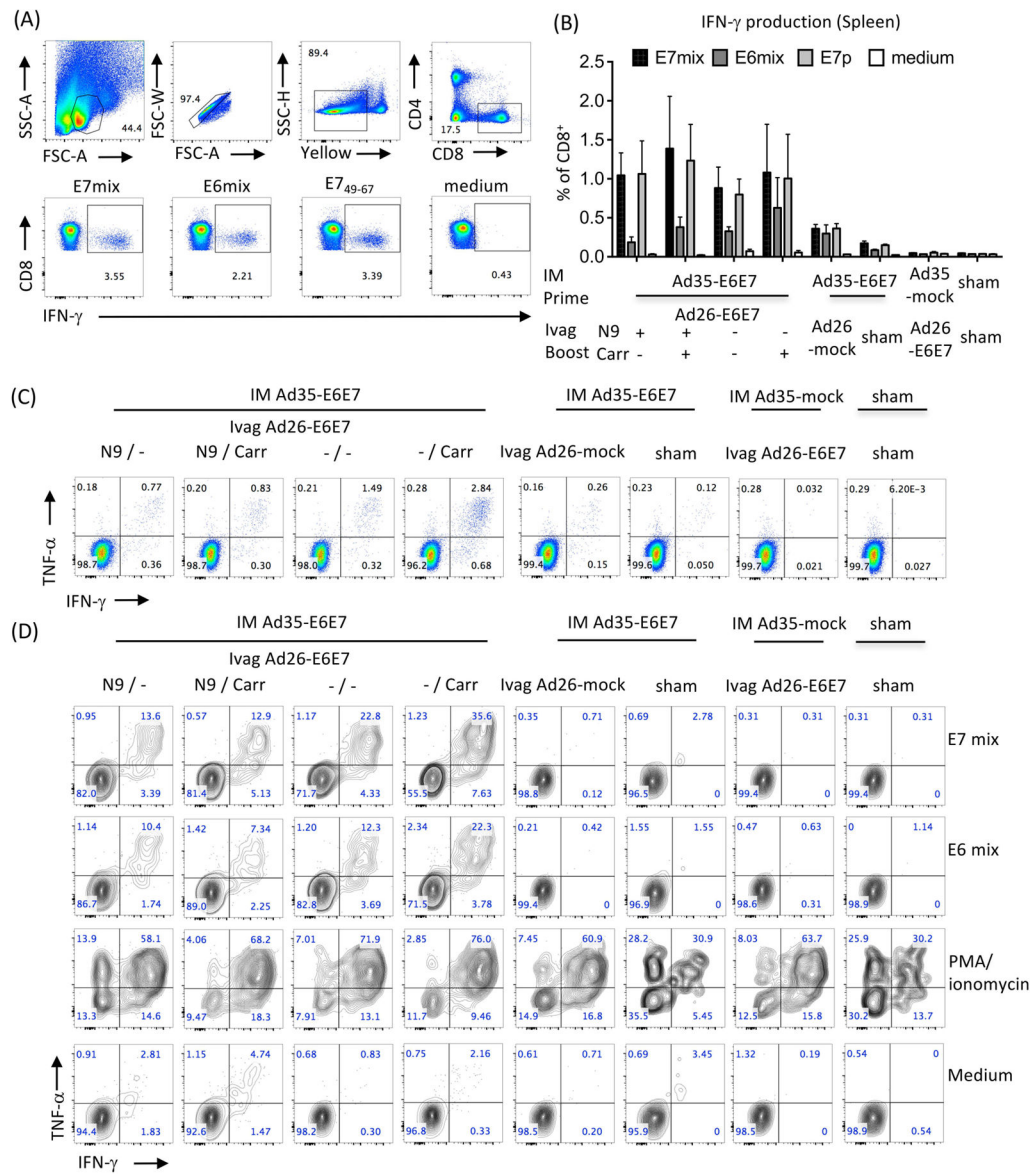 (A)
SSC-A
44.4
FSC-A
FSC-W
97.4
FSC-A
SSC-H
89.4
Yellow
CD4
17.5
CD8
E7mix E6mix E7₄₉₋₆₇ medium
CD8
3.55 2.21 3.39 0.43
IFN-γ
(B)
IFN-γ production (Spleen)
E7mix E6mix E7p medium
% of CD8⁺
2.5
2.0
1.5
1.0
0.5
0.0
IM Prime
Ad35-E6E7 Ad35-E6E7 Ad35-mock sham
Ad26-E6E7 Ad26-mock sham Ad26-E6E7 sham
Ivag Boost
N9 + + - -
Carr - + - +
(C)
IM Ad35-E6E7 IM Ad35-E6E7 IM Ad35-mock sham
Ivag Ad26-E6E7
N9 / - N9 / Carr - / - - / Carr Ivag Ad26-mock sham Ivag Ad26-E6E7 sham
0.18 0.77 0.20 0.83 0.21 1.49 0.28 2.84 0.16 0.26 0.23 0.12 0.28 0.032 0.29 6.20E-3
TNF-α
98.7 0.36 98.7 0.30 98.0 0.32 96.2 0.68 99.4 0.15 99.6 0.050 99.7 0.021 99.7 0.027
IFN-γ
(D)
IM Ad35-E6E7 IM Ad35-E6E7 IM Ad35-mock sham
Ivag Ad26-E6E7
N9 / - N9 / Carr - / - - / Carr Ivag Ad26-mock sham Ivag Ad26-E6E7 sham
0.95 13.6 0.57 12.9 1.17 22.8 1.23 35.6 0.35 0.71 0.69 2.78 0.31 0.31 0.31 0.31
E7 mix
82.0 3.39 81.4 5.13 71.7 4.33 55.5 7.63 98.8 0.12 96.5 0 99.4 0 99.4 0
1.14 10.4 1.42 7.34 1.20 12.3 2.34 22.3 0.21 0.42 1.55 1.55 0.47 0.63 0 1.14
E6 mix
86.7 1.74 89.0 2.25 82.8 3.69 71.5 3.78 99.4 0 96.9 0 98.6 0.31 98.9 0
13.9 58.1 4.06 68.2 7.01 71.9 2.85 76.0 7.45 60.9 28.2 30.9 8.03 63.7 25.9 30.2
PMA/
ionomycin
13.3 14.6 9.47 18.3 7.91 13.1 11.7 9.46 14.9 16.8 35.5 5.45 12.5 15.8 30.2 13.7
0.91 2.81 1.15 4.74 0.68 0.83 0.75 2.16 0.61 0.71 0.69 3.45 1.32 0.19 0.54 0
Medium
TNF-α
94.4 1.83 92.6 1.47 98.2 0.30 96.8 0.33 98.5 0.20 95.9 0 98.5 0 98.9 0.54
IFN-γ